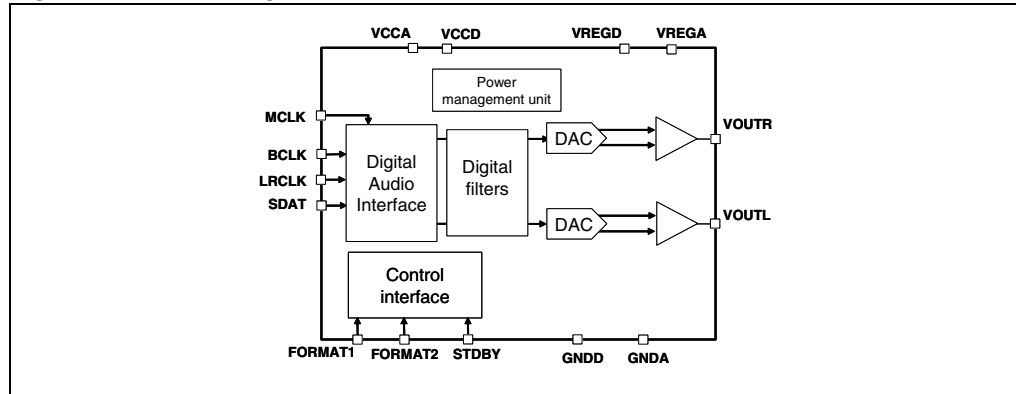 VCCA VCCD VREGD VREGA
Power
management unit
MCLK
BCLK
LRCLK
SDAT
Digital
Audio
Interface
Digital
filters
DAC
VOUTR
DAC
VOUTL
Control
interface
FORMAT1 FORMAT2 STDBY GNDD GNDA